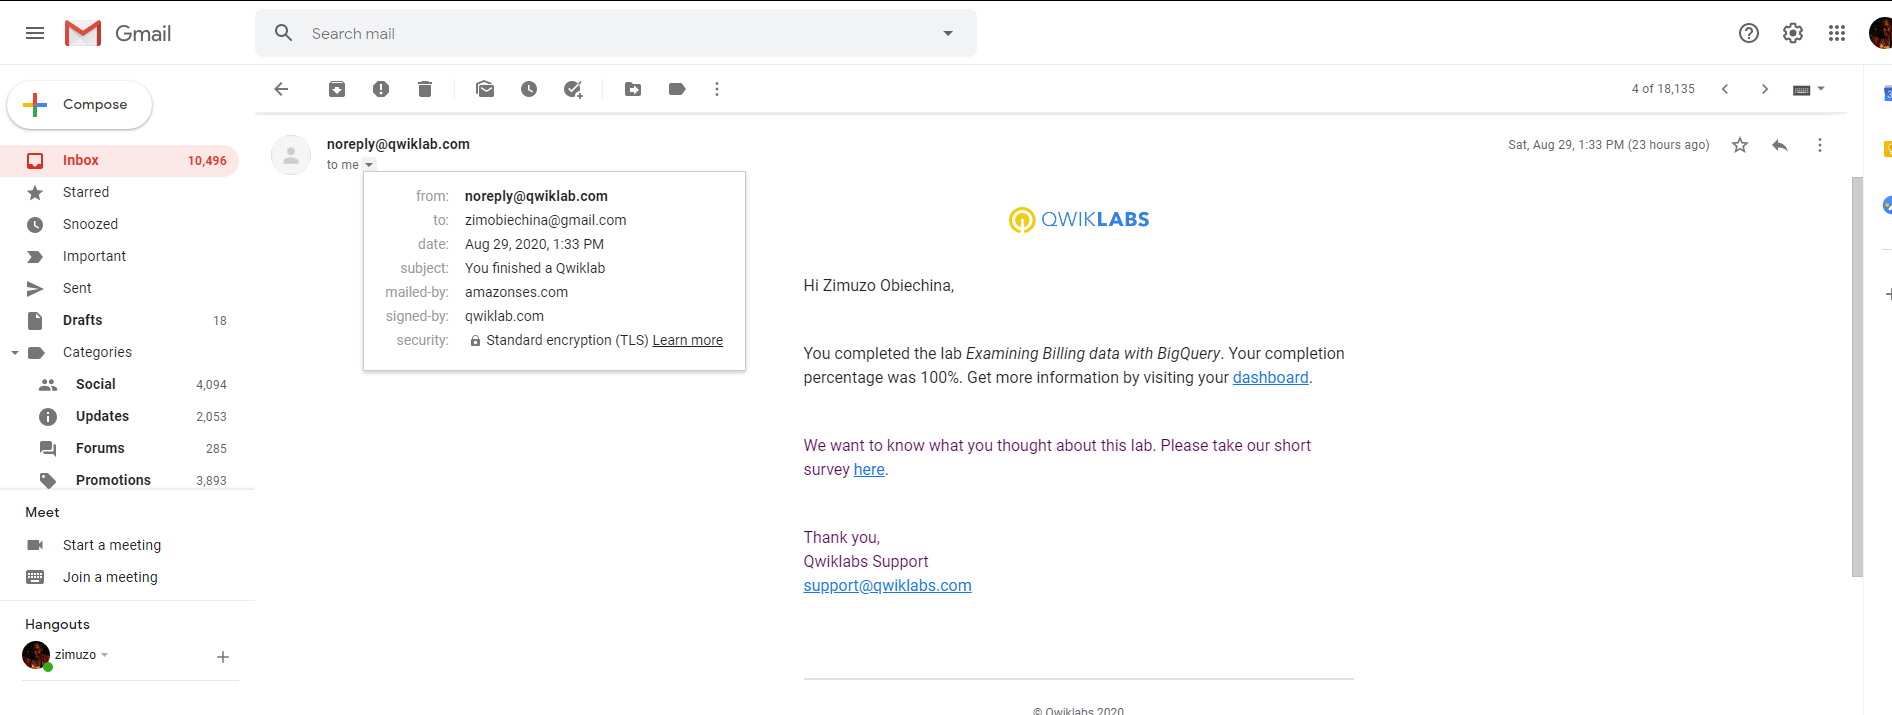 Gmail
Search mail
Compose
4 of 18,135
Inbox 10,496
Starred
Snoozed
Important
Sent
Drafts 18
Categories
Social 4,094
Updates 2,053
Forums 285
Promotions 3,893
Meet
Start a meeting
Join a meeting
Hangouts
zimuzo
noreply@qwiklab.com
Sat, Aug 29, 1:33 PM (23 hours ago)
to me
from: noreply@qwiklab.com
to: zimobiechina@gmail.com
date: Aug 29, 2020, 1:33 PM
subject: You finished a Qwiklab
mailed-by: amazonses.com
signed-by: qwiklab.com
security: Standard encryption (TLS) Learn more
QWIKLABS
Hi Zimuzo Obiechina,
You completed the lab Examining Billing data with BigQuery. Your completion
percentage was 100%. Get more information by visiting your dashboard.
We want to know what you thought about this lab. Please take our short
survey here.
Thank you,
Qwiklabs Support
support@qwiklabs.com
© Qwiklabs 2020